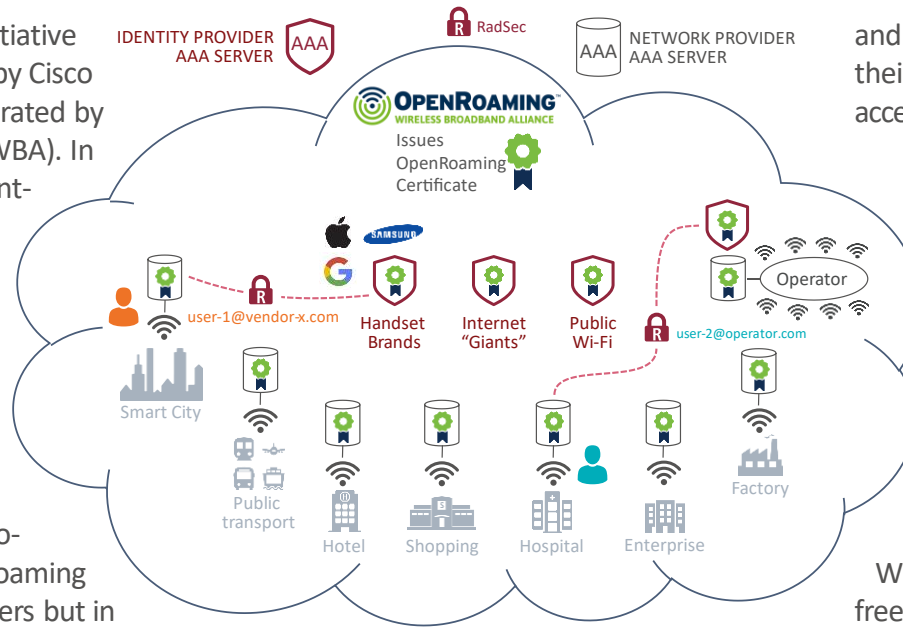 tiative
by Cisco
rated by
WBA). In
nt-
IDENTITY PROVIDER
AAA SERVER
AAA
R
RadSec
AAA
NETWORK PROVIDER
AAA SERVER
and
their
acce
OPENROAMING™
WIRELESS BROADBAND ALLIANCE
Issues
OpenRoaming
Certificate
SAMSUNG
G
R
user-1@vendor-x.com
Handset
Brands
Internet
“Giants”
Public
Wi-Fi
R
user-2@operator.com
Operator
Smart City
Public
transport
Hotel
S
Shopping
Hospital
Enterprise
Factory
o-
oaming
ers but in
W
free